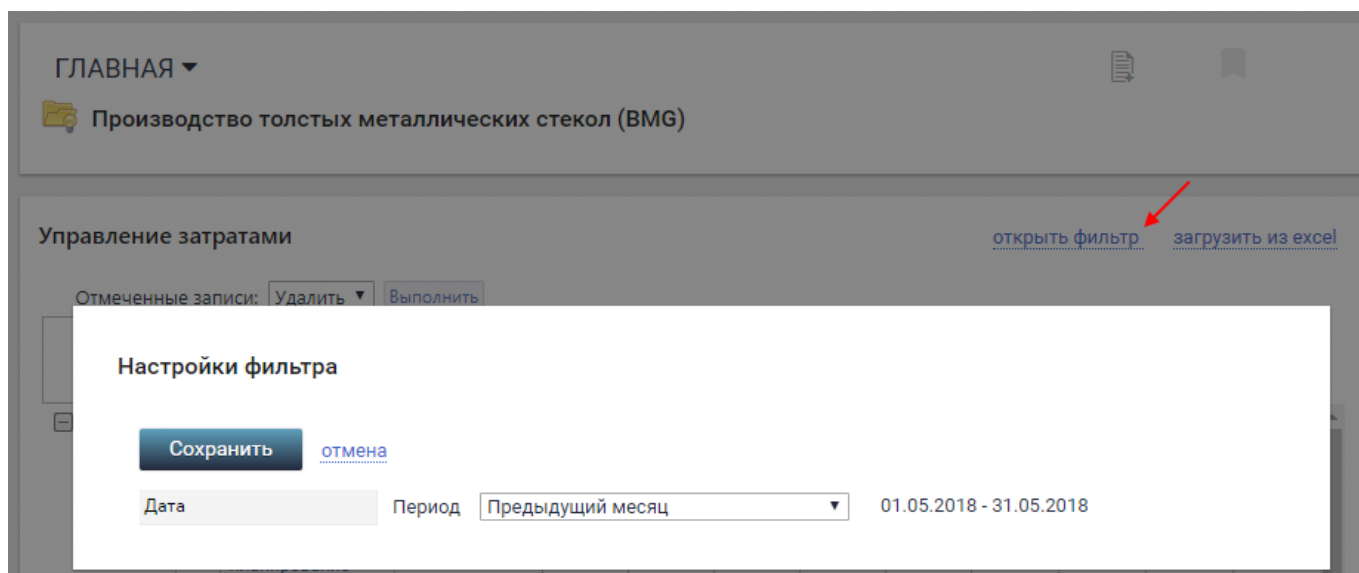 ГЛАВНАЯ
Производство толстых металлических стекол (BMG)
Управление затратами
открыть фильтр загрузить из excel
Отмеченные записи: Удалить Выполнить
Настройки фильтра
Сохранить отмена
Дата Период Предыдущий месяц 01.05.2018 - 31.05.2018